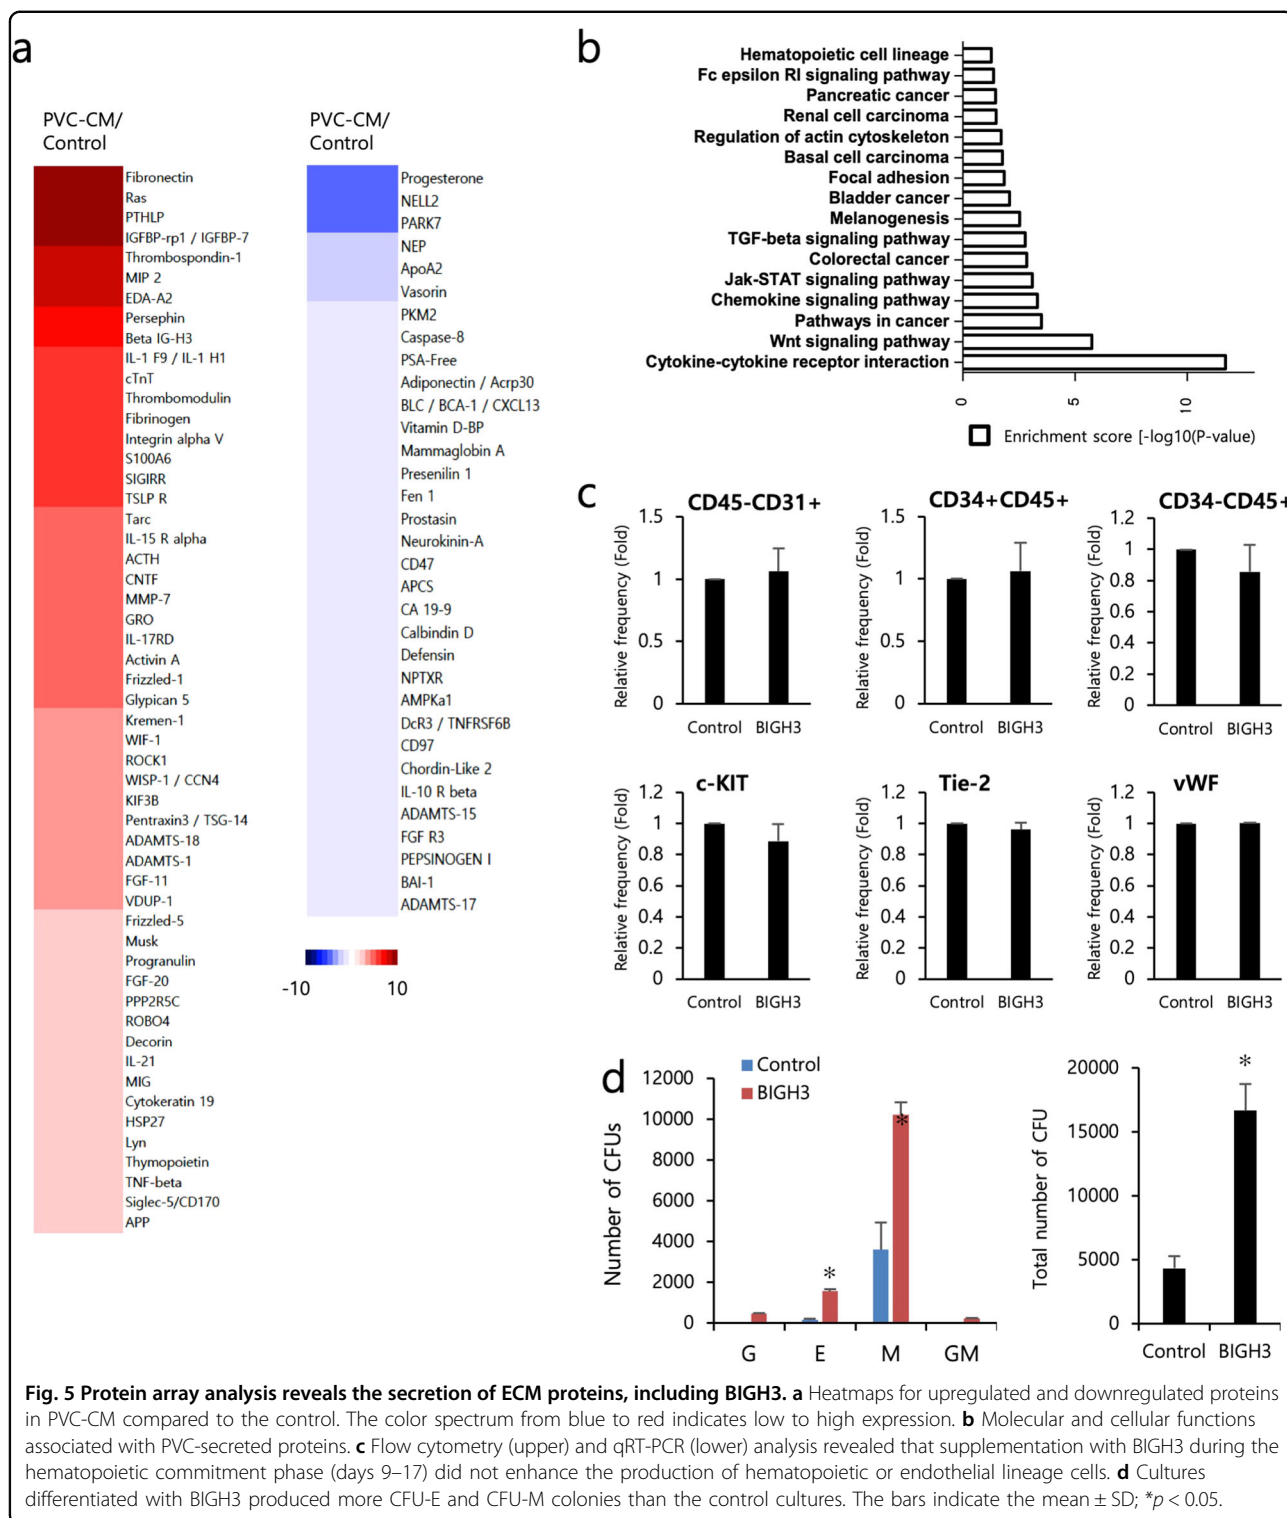 a
PVC-CM/
Control
Fibronectin
Ras
PTHLP
IGFBP-rp1 / IGFBP-7
Thrombospondin-1
MIP 2
EDA-A2
Persephin
Beta IG-H3
IL-1 F9 / IL-1 H1
cTnT
Thrombomodulin
Fibrinogen
Integrin alpha V
S100A6
SIGIRR
TSLP R
Tarc
IL-15 R alpha
ACTH
CNTF
MMP-7
GRO
IL-17RD
Activin A
Frizzled-1
Glypican 5
Kremen-1
WIF-1
ROCK1
WISP-1 / CCN4
KIF3B
Pentraxin3 / TSG-14
ADAMTS-18
ADAMTS-1
FGF-11
VDUP-1
Frizzled-5
Musk
Progranulin
FGF-20
PPP2R5C
ROBO4
Decorin
IL-21
MIG
Cytokeratin 19
HSP27
Lyn
Thymopoietin
TNF-beta
Siglec-5/CD170
APP
PVC-CM/
Control
Progesterone
NELL2
PARK7
NEP
ApoA2
Vasorin
PKM2
Caspase-8
PSA-Free
Adiponectin / Acrp30
BLC / BCA-1 / CXCL13
Vitamin D-BP
Mammaglobin A
Presenilin 1
Fen 1
Prostasin
Neurokinin-A
CD47
APCS
CA 19-9
Calbindin D
Defensin
NPTXR
AMPKa1
DcR3 / TNFRSF6B
CD97
Chordin-Like 2
IL-10 R beta
ADAMTS-15
FGF R3
PEPSINOGEN I
BAI-1
ADAMTS-17
-10 10
b
Hematopoietic cell lineage
Fc epsilon RI signaling pathway
Pancreatic cancer
Renal cell carcinoma
Regulation of actin cytoskeleton
Basal cell carcinoma
Focal adhesion
Bladder cancer
Melanogenesis
TGF-beta signaling pathway
Colorectal cancer
Jak-STAT signaling pathway
Chemokine signaling pathway
Pathways in cancer
Wnt signaling pathway
Cytokine-cytokine receptor interaction
0 5 10
Enrichment score [-log10(P-value)
c
CD45-CD31+
Relative frequency (Fold)
1.5
1
0.5
0
Control BIGH3
CD34+CD45+
Relative frequency (Fold)
1.5
1
0.5
0
Control BIGH3
CD34-CD45+
Relative frequency (Fold)
1.2
1
0.8
0.6
0.4
0.2
0
Control BIGH3
c-KIT
Relative frequency (Fold)
1.2
1
0.8
0.6
0.4
0.2
0
Control BIGH3
Tie-2
Relative frequency (Fold)
1.2
1
0.8
0.6
0.4
0.2
0
Control BIGH3
vWF
Relative frequency (Fold)
1.2
1
0.8
0.6
0.4
0.2
0
Control BIGH3
d
Control
BIGH3
Number of CFUs
12000
10000
8000
6000
4000
2000
0
*
*
G E M GM
Total number of CFU
20000
15000
10000
5000
0
*
Control BIGH3
Fig. 5 Protein array analysis reveals the secretion of ECM proteins, including BIGH3. a Heatmaps for upregulated and downregulated proteins
in PVC-CM compared to the control. The color spectrum from blue to red indicates low to high expression. b Molecular and cellular functions
associated with PVC-secreted proteins. c Flow cytometry (upper) and qRT-PCR (lower) analysis revealed that supplementation with BIGH3 during the
hematopoietic commitment phase (days 9–17) did not enhance the production of hematopoietic or endothelial lineage cells. d Cultures
differentiated with BIGH3 produced more CFU-E and CFU-M colonies than the control cultures. The bars indicate the mean ± SD; *p < 0.05.